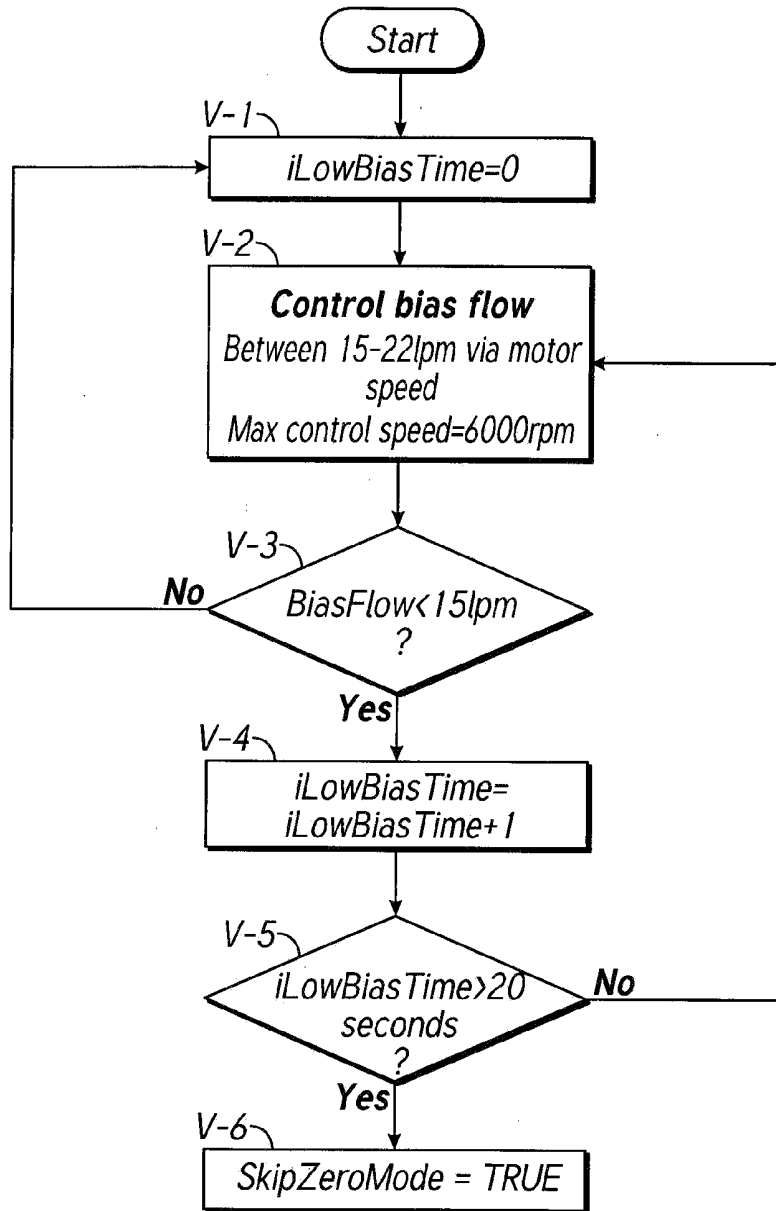 Start
V-1
iLowBiasTime=0
V-2
Control bias flow
Between 15-22lpm via motor
speed
Max control speed=6000rpm
V-3
No
BiasFlow<15lpm
?
Yes
V-4
iLowBiasTime=
iLowBiasTime+1
V-5
iLowBiasTime>20
seconds
?
No
Yes
V-6
SkipZeroMode = TRUE